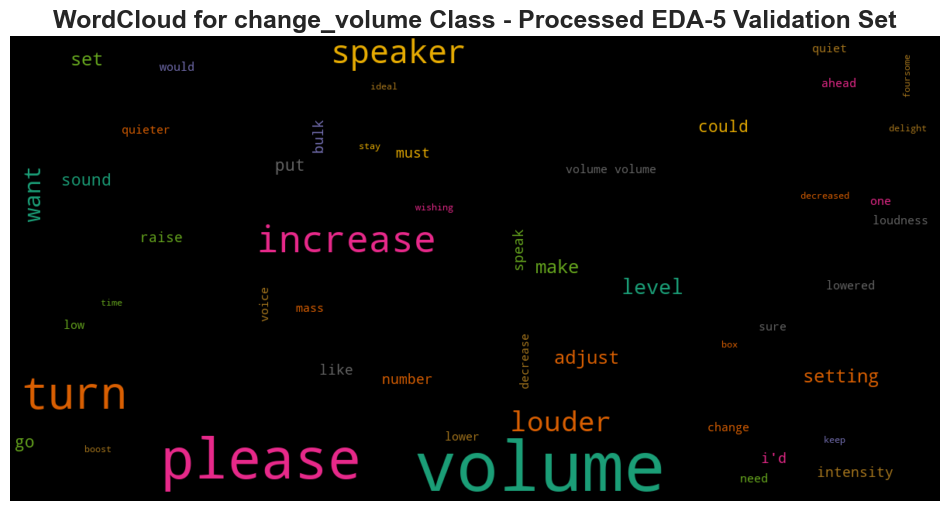 WordCloud for change_volume Class - Processed EDA-5 Validation Set
set
would
speaker
ideal
quiet
ahead
foursome
quieter
bulk
stay
must
could
delight
want
sound
put
volume volume
wishing
decreased
one
loudness
raise
increase
speak
make
level
lowered
time
low
voice
mass
sure
like
number
decrease
adjust
box
setting
turn
louder
go
boost
please
lower
volume
change
keep
i'd
need
intensity